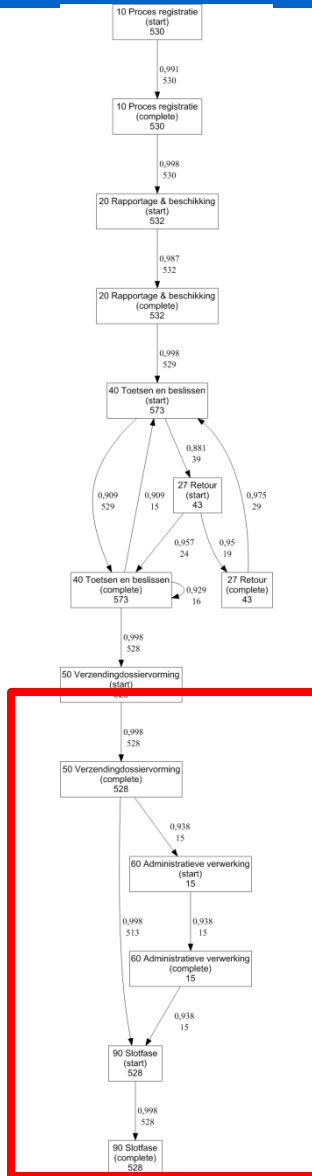 10 Proces registratie
(start)
530
0,991
530
10 Proces registratie
(complete)
530
0,998
530
20 Rapportage & beschikking
(start)
532
0,987
532
20 Rapportage & beschikking
(complete)
532
0,998
529
40 Toetsen en beslissen
(start)
573
0,881
39
27 Retour
(start)
43
0,909
529
0,909
15
0,975
29
0,957
24
0,95
19
40 Toetsen en beslissen
(complete)
573
0,929
16
27 Retour
(complete)
43
0,998
528
50 Verzendingdossiervorming
(start)
0,998
528
50 Verzendingdossiervorming
(complete)
528
0,938
15
60 Administratieve verwerking
(start)
15
0,998
513
0,938
15
60 Administratieve verwerking
(complete)
15
0,938
15
90 Slotfase
(start)
528
0,998
528
90 Slotfase
(complete)
528